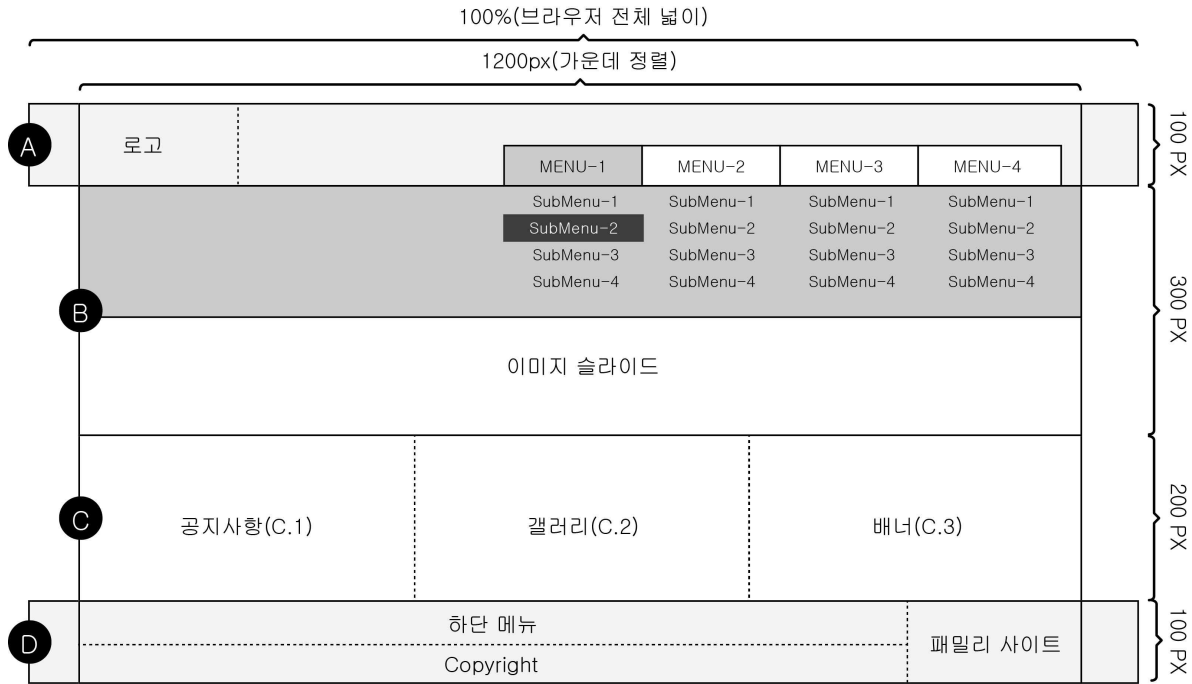 100%(브라우저 전체 넓이)
1200px(가운데 정렬)
A
로고
MENU-1 MENU-2 MENU-3 MENU-4
100 PX
SubMenu-1 SubMenu-1 SubMenu-1 SubMenu-1
SubMenu-2 SubMenu-2 SubMenu-2 SubMenu-2
SubMenu-3 SubMenu-3 SubMenu-3 SubMenu-3
SubMenu-4 SubMenu-4 SubMenu-4 SubMenu-4
B
300 PX
이미지 슬라이드
C
공지사항(C.1) 갤러리(C.2) 배너(C.3)
200 PX
D
하단 메뉴
Copyright
패밀리 사이트
100 PX